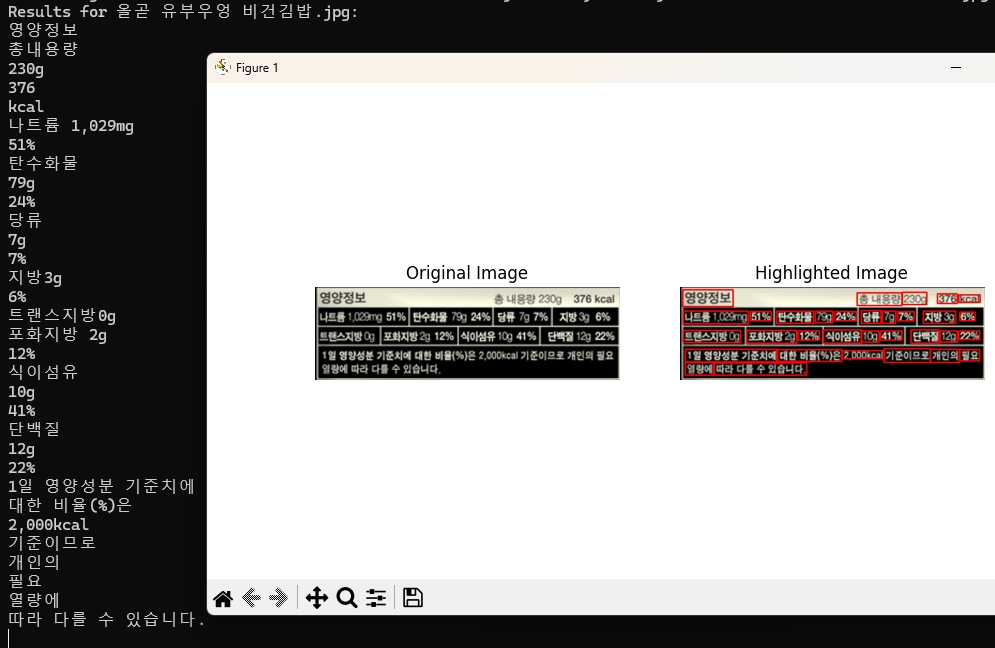 Results for 올곧 유부우엉 비건김밥.jpg:
영양정보
총내용량
230g
376
kcal
나트륨 1,029mg
51%
탄수화물
79g
24%
당류
7g
7%
지방3g
6%
트랜스지방0g
포화지방 2g
12%
식이섬유
10g
41%
단백질
12g
22%
1일 영양성분 기준치에
대한 비율(%)은
2,000kcal
기준이므로
개인의
필요
열량에
따라 다를 수 있습니다.
Figure 1
Original Image
영양정보 총 내용량 230g 376 kcal
나트륨 1,029mg 51% 탄수화물 79g 24% 당류 7g 7% 지방 3g 6%
트랜스지방 0g 포화지방 2g 12% 식이섬유 10g 41% 단백질 12g 22%
1일 영양성분 기준치에 대한 비율(%)은 2,000kcal 기준이므로 개인의 필요
열량에 따라 다를 수 있습니다.
Highlighted Image
영양정보 총 내용량 230g 376 kcal
나트륨 1,029mg 51% 탄수화물 79g 24% 당류 7g 7% 지방 3g 6%
트랜스지방 0g 포화지방 2g 12% 식이섬유 10g 41% 단백질 12g 22%
1일 영양성분 기준치에 대한 비율(%)은 2,000kcal 기준이므로 개인의 필요
열량에 따라 다를 수 있습니다.